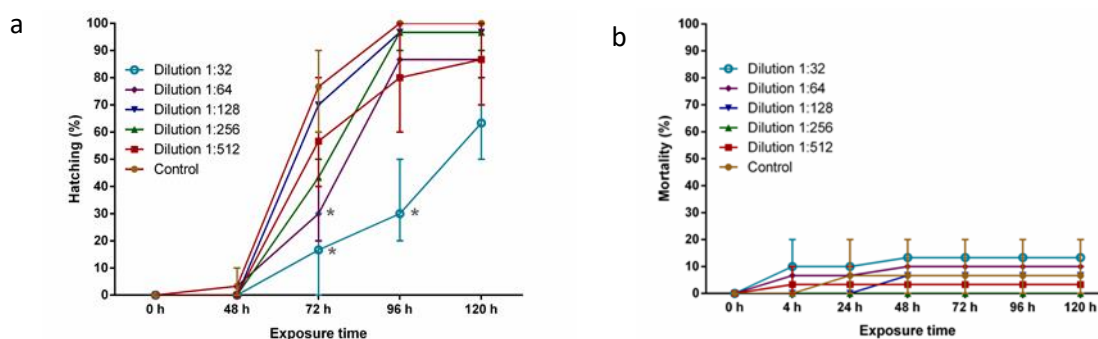 a
100
90
80
70
60
50
40
30
20
10
0
Hatching (%)
Dilution 1:32
Dilution 1:64
Dilution 1:128
Dilution 1:256
Dilution 1:512
Control
*
*
*
0 h
48 h
72 h
96 h
120 h
Exposure time
b
100
90
80
70
60
50
40
30
20
10
0
Mortality (%)
Dilution 1:32
Dilution 1:64
Dilution 1:128
Dilution 1:256
Dilution 1:512
Control
0 h
4 h
24 h
48 h
72 h
96 h
120 h
Exposure time